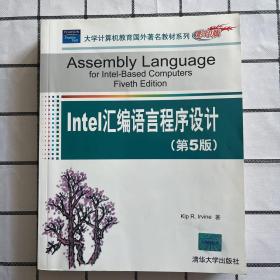 PEARSON
大学计算机教育国外著名教材系列
Assembly Language
for Intel-Based Computers
Fiveth Edition
Intel汇编语言程序设计
(第5版)
Kip R. Irvine 著
清华大学出版社